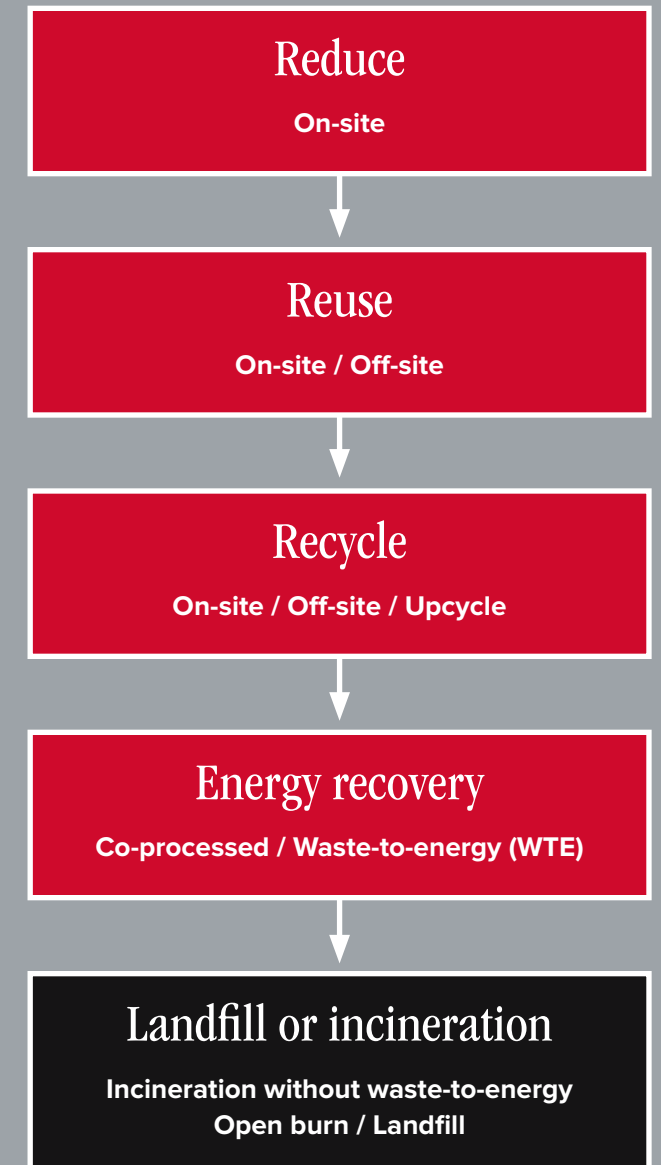 Reduce
On-site
Reuse
On-site / Off-site
Recycle
On-site / Off-site / Upcycle
Energy recovery
Co-processed / Waste-to-energy (WTE)
Landfill or incineration
Incineration without waste-to-energy
Open burn / Landfill